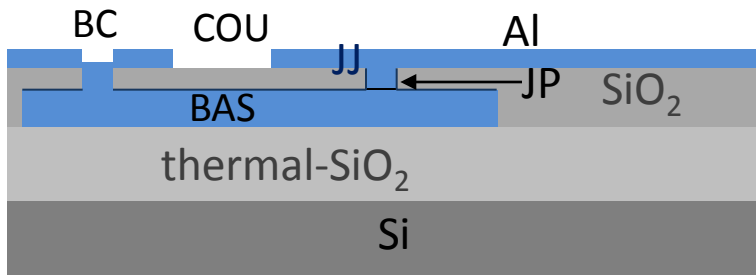 BC
COU
Al
JJ
JP
SiO₂
BAS
thermal-SiO₂
Si